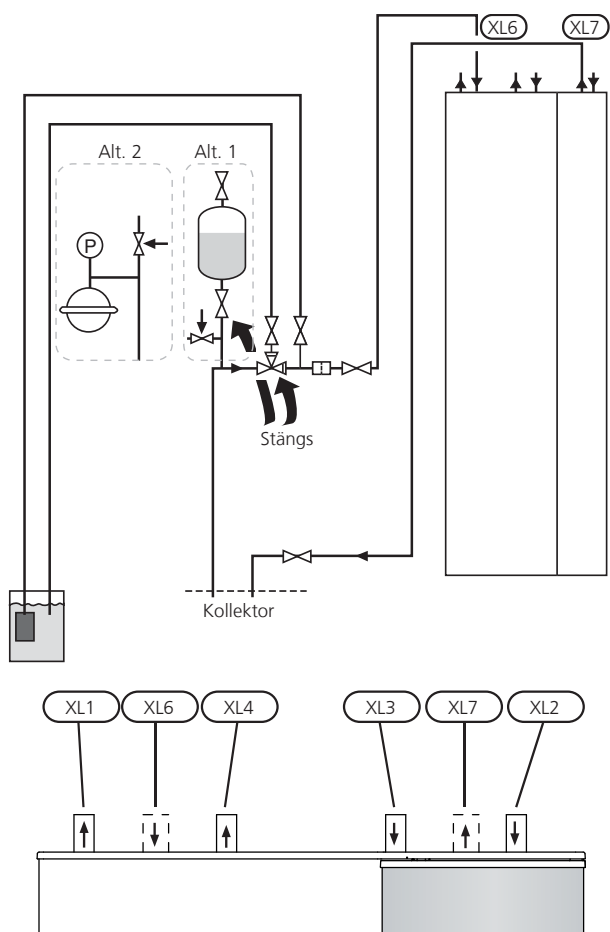 XL6 XL7
Alt. 2 Alt. 1
P
Stängs
Kollektor
XL1 XL6 XL4 XL3 XL7 XL2